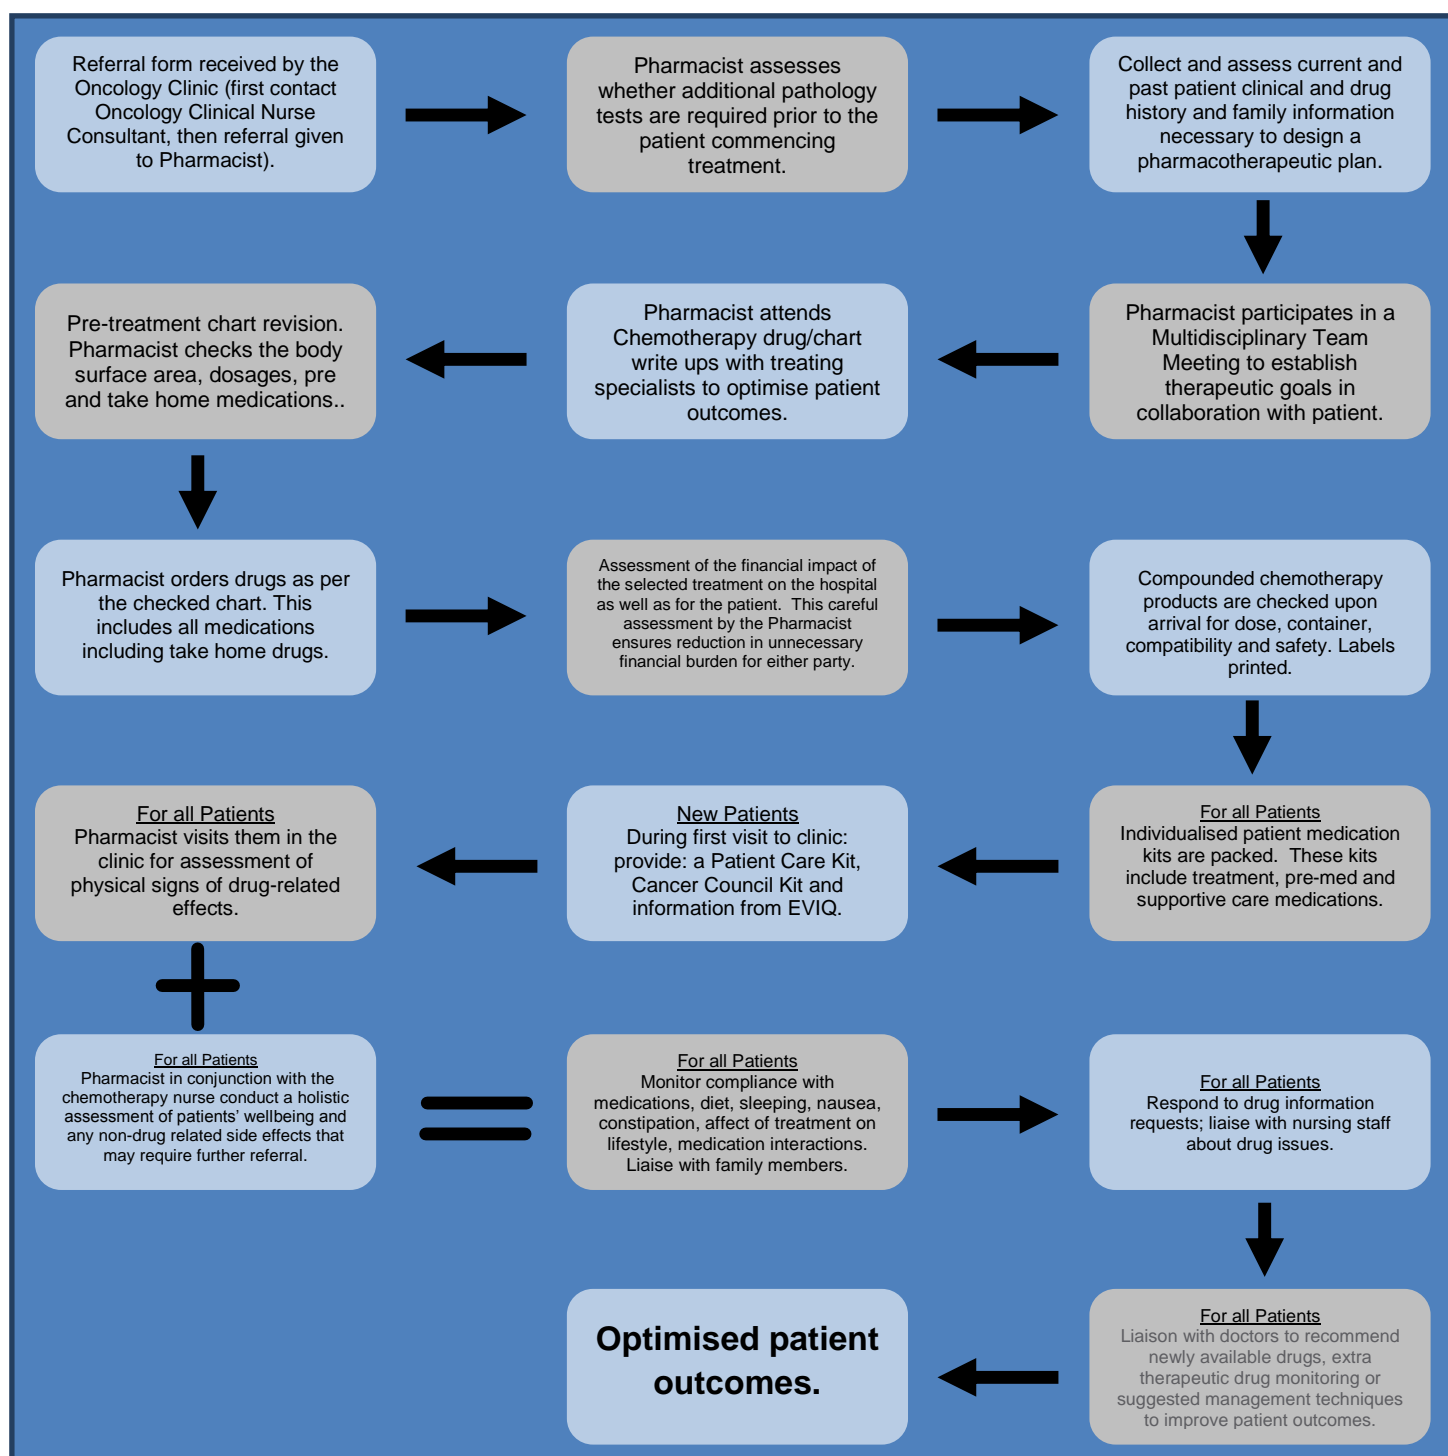 Referral form received by the
Oncology Clinic (first contact
Oncology Clinical Nurse
Consultant, then referral given
to Pharmacist).
Pharmacist assesses
whether additional pathology
tests are required prior to the
patient commencing
treatment.
Collect and assess current and
past patient clinical and drug
history and family information
necessary to design a
pharmacotherapeutic plan.
Pharmacist participates in a
Multidisciplinary Team
Meeting to establish
therapeutic goals in
collaboration with patient.
Pharmacist attends
Chemotherapy drug/chart
write ups with treating
specialists to optimise patient
outcomes.
Pre-treatment chart revision.
Pharmacist checks the body
surface area, dosages, pre
and take home medications..
Pharmacist orders drugs as per
the checked chart. This
includes all medications
including take home drugs.
Assessment of the financial impact of
the selected treatment on the hospital
as well as for the patient.  This careful
assessment by the Pharmacist
ensures reduction in unnecessary
financial burden for either party.
Compounded chemotherapy
products are checked upon
arrival for dose, container,
compatibility and safety. Labels
printed.
For all Patients
Individualised patient medication
kits are packed.  These kits
include treatment, pre-med and
supportive care medications.
New Patients
During first visit to clinic:
provide: a Patient Care Kit,
Cancer Council Kit and
information from EVIQ.
For all Patients
Pharmacist visits them in the
clinic for assessment of
physical signs of drug-related
effects.
For all Patients
Pharmacist in conjunction with the
chemotherapy nurse conduct a holistic
assessment of patients' wellbeing and
any non-drug related side effects that
may require further referral.
For all Patients
Monitor compliance with
medications, diet, sleeping, nausea,
constipation, affect of treatment on
lifestyle, medication interactions.
Liaise with family members.
For all Patients
Respond to drug information
requests; liaise with nursing staff
about drug issues.
For all Patients
Liaison with doctors to recommend
newly available drugs, extra
therapeutic drug monitoring or
suggested management techniques
to improve patient outcomes.
Optimised patient
outcomes.